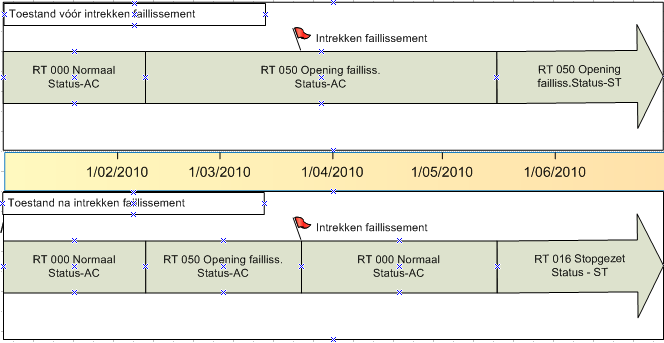 Toestand vóór intrekken faillissement
Intrekken faillissement
RT 000 Normaal
Status-AC
RT 050 Opening failliss.
Status-AC
RT 050 Opening
failliss.Status-ST
1/02/2010
1/03/2010
1/04/2010
1/05/2010
1/06/2010
Toestand na intrekken faillissement
Intrekken faillissement
RT 000 Normaal
Status-AC
RT 050 Opening failliss.
Status-AC
RT 000 Normaal
Status-AC
RT 016 Stopgezet
Status - ST